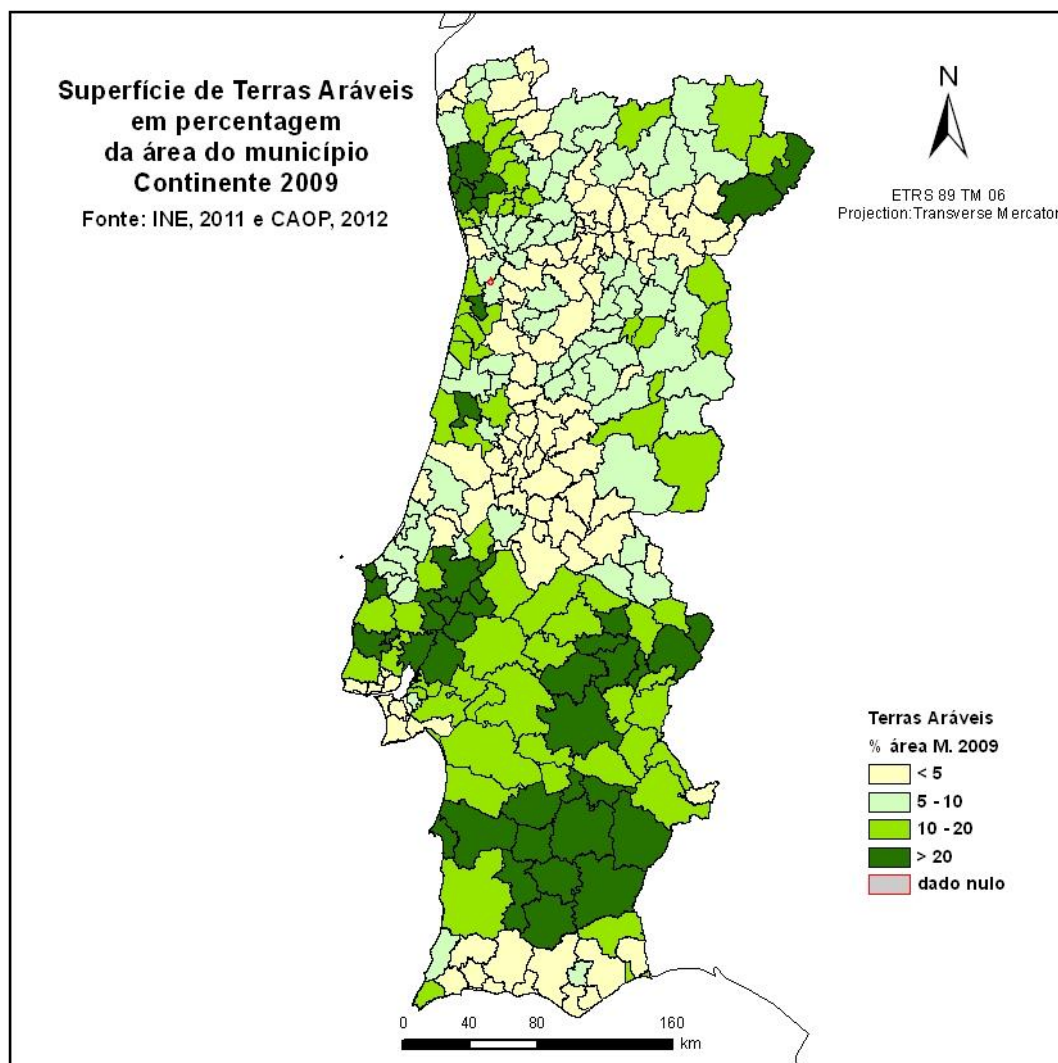 Superfície de Terras Aráveis
em percentagem
da área do município
Continente 2009
Fonte: INE, 2011 e CAOP, 2012
N
ETRS 89 TM 06
Projection: Transverse Mercator
Terras Aráveis
% área M. 2009
< 5
5 - 10
10 - 20
> 20
dado nulo
0 40 80 160
km